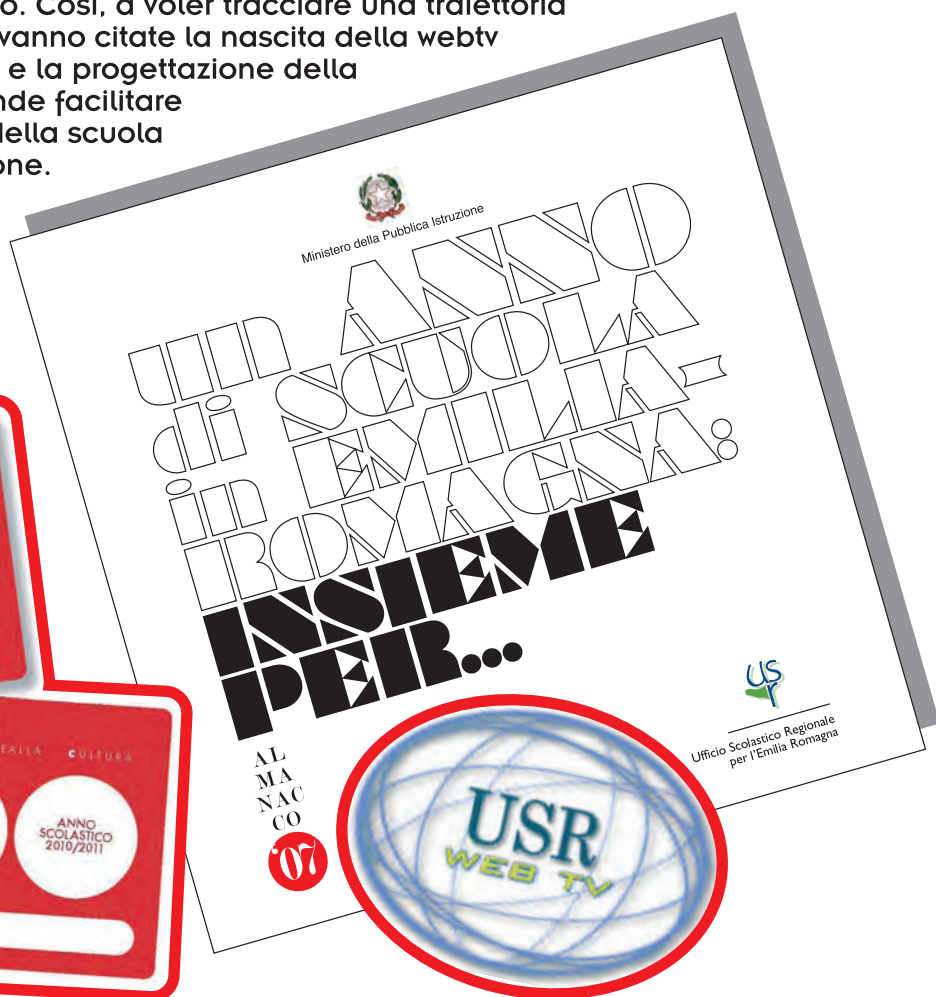 o. Così, a voler tracciare una traiettoria
vanno citate la nascita della webtv
e la progettazione della
nde facilitare
della scuola
one.
Ministero della Pubblica Istruzione
un ANNO
di SCUOLA
in EMILIA-
ROMAGNA:
INSIEME
PER...
AL
MA
NAC
CO
'07
Ufficio Scolastico Regionale
per l'Emilia Romagna
usr
E ALLA CULTURA
ANNO
SCOLASTICO
2010/2011
USR
WEB TV